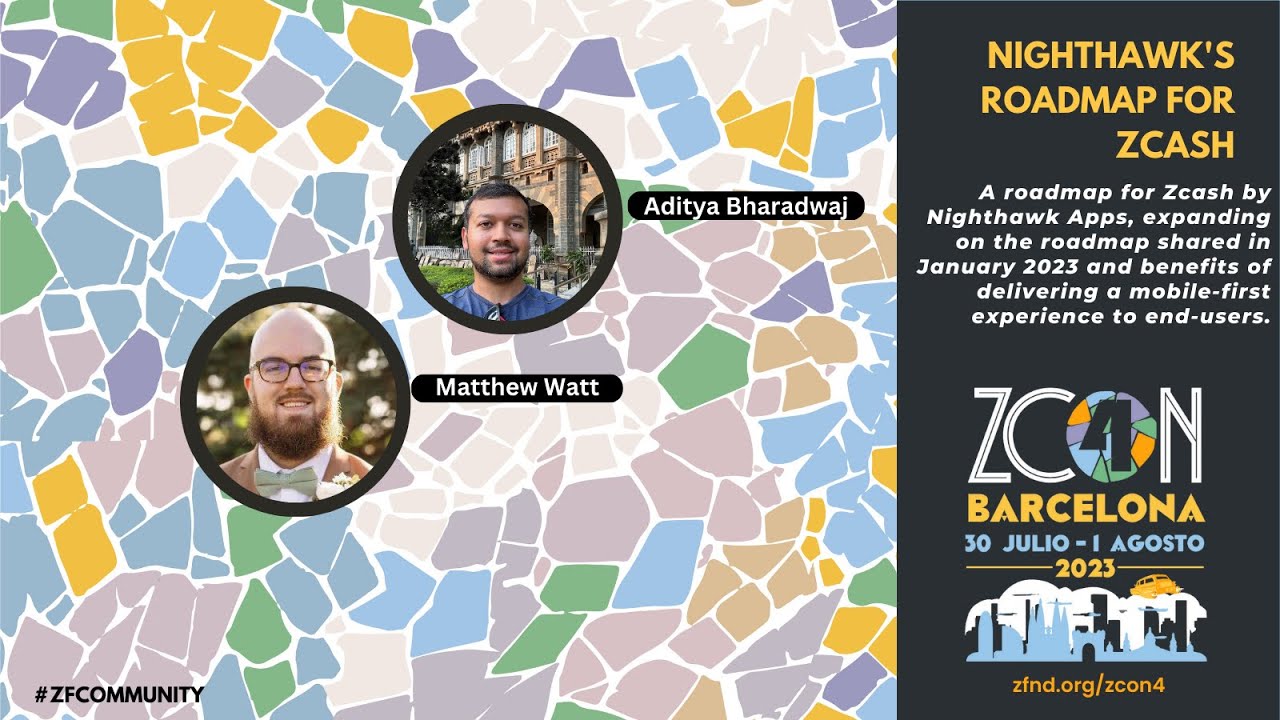 NIGHTHAWK'S
ROADMAP FOR
ZCASH
A roadmap for Zcash by
Nighthawk Apps, expanding
on the roadmap shared in
January 2023 and benefits of
delivering a mobile-first
experience to end-users.
Aditya Bharadwaj
Matthew Watt
ZCON4
BARCELONA
30 JULIO - 1 AGOSTO
2023
zfnd.org/zcon4
#ZFCOMMUNITY